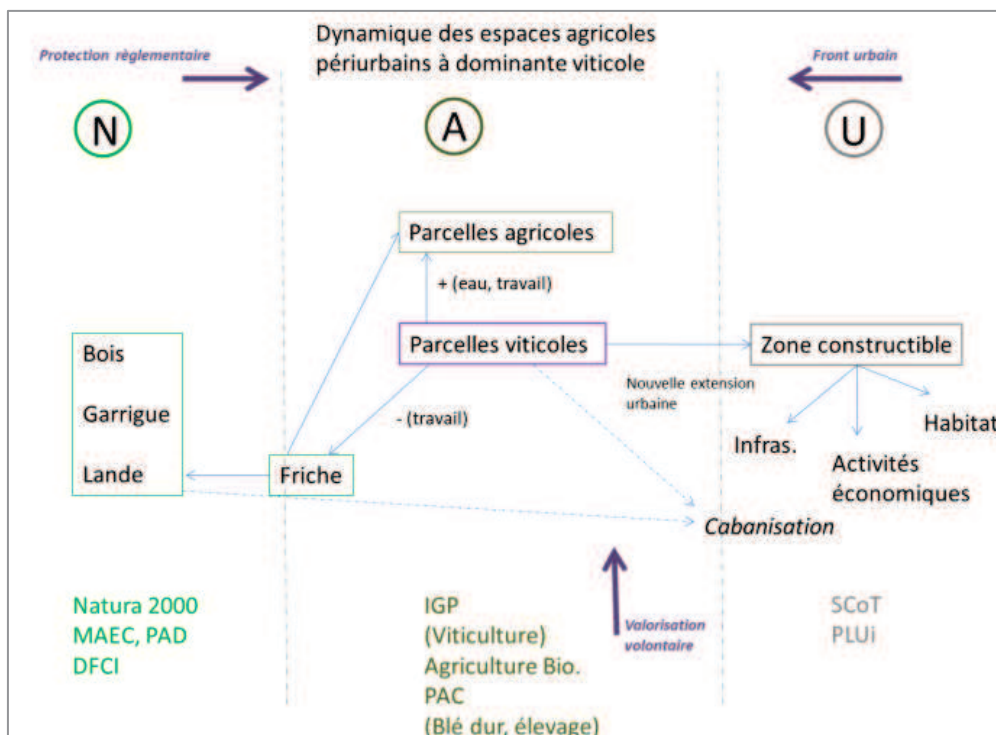 Dynamique des espaces agricoles
périurbains à dominante viticole
Protection règlementaire
Front urbain
N
A
U
Parcelles agricoles
+ (eau, travail)
Parcelles viticoles
Zone constructible
Nouvelle extension
urbaine
Bois
Garrigue
Lande
- (travail)
Friche
Infras.
Habitat
Activités
économiques
Cabanisation
Natura 2000
MAEC, PAD
DFCI
IGP
(Viticulture)
Agriculture Bio.
PAC
(Blé dur, élevage)
Valorisation
volontaire
SCoT
PLUi